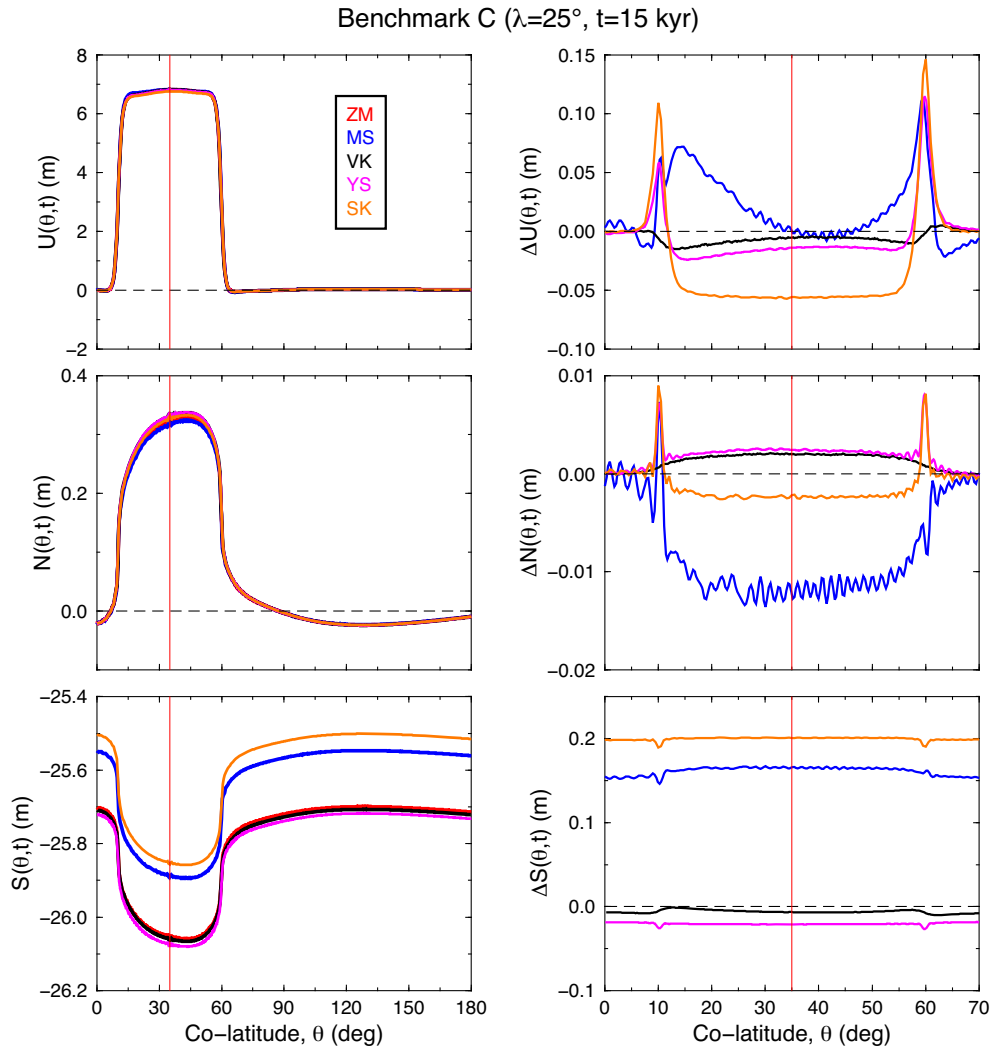 Benchmark C (λ=25°, t=15 kyr)
U(θ,t) (m)
8
6
4
2
0
−2
ZM
MS
VK
YS
SK
ΔU(θ,t) (m)
0.15
0.10
0.05
0.00
−0.05
−0.10
N(θ,t) (m)
0.4
0.2
0.0
ΔN(θ,t) (m)
0.01
0.00
−0.01
−0.02
S(θ,t) (m)
−25.4
−25.6
−25.8
−26.0
−26.2
0 30 60 90 120 150 180
Co−latitude, θ (deg)
ΔS(θ,t) (m)
0.2
0.1
0.0
−0.1
0 10 20 30 40 50 60 70
Co−latitude, θ (deg)